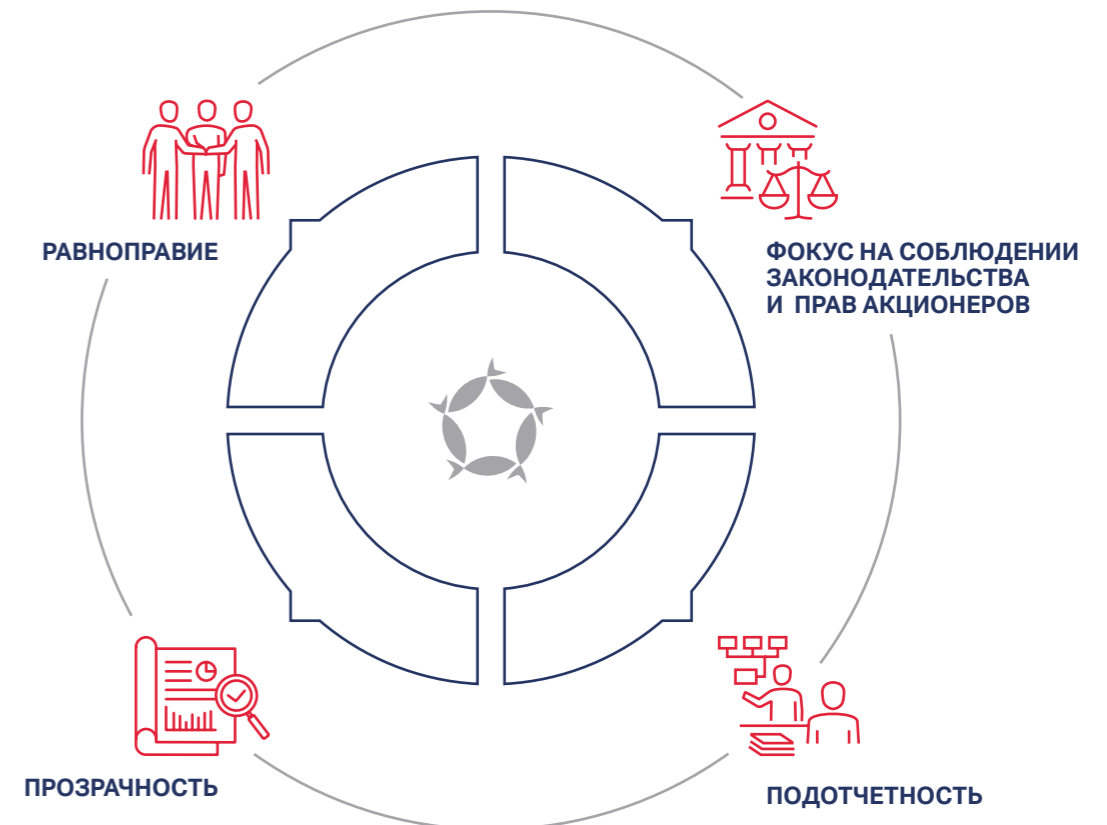 РАВНОПРАВИЕ
ФОКУС НА СОБЛЮДЕНИИ
ЗАКОНОДАТЕЛЬСТВА
И ПРАВ АКЦИОНЕРОВ
ПРОЗРАЧНОСТЬ
ПОДОТЧЕТНОСТЬ